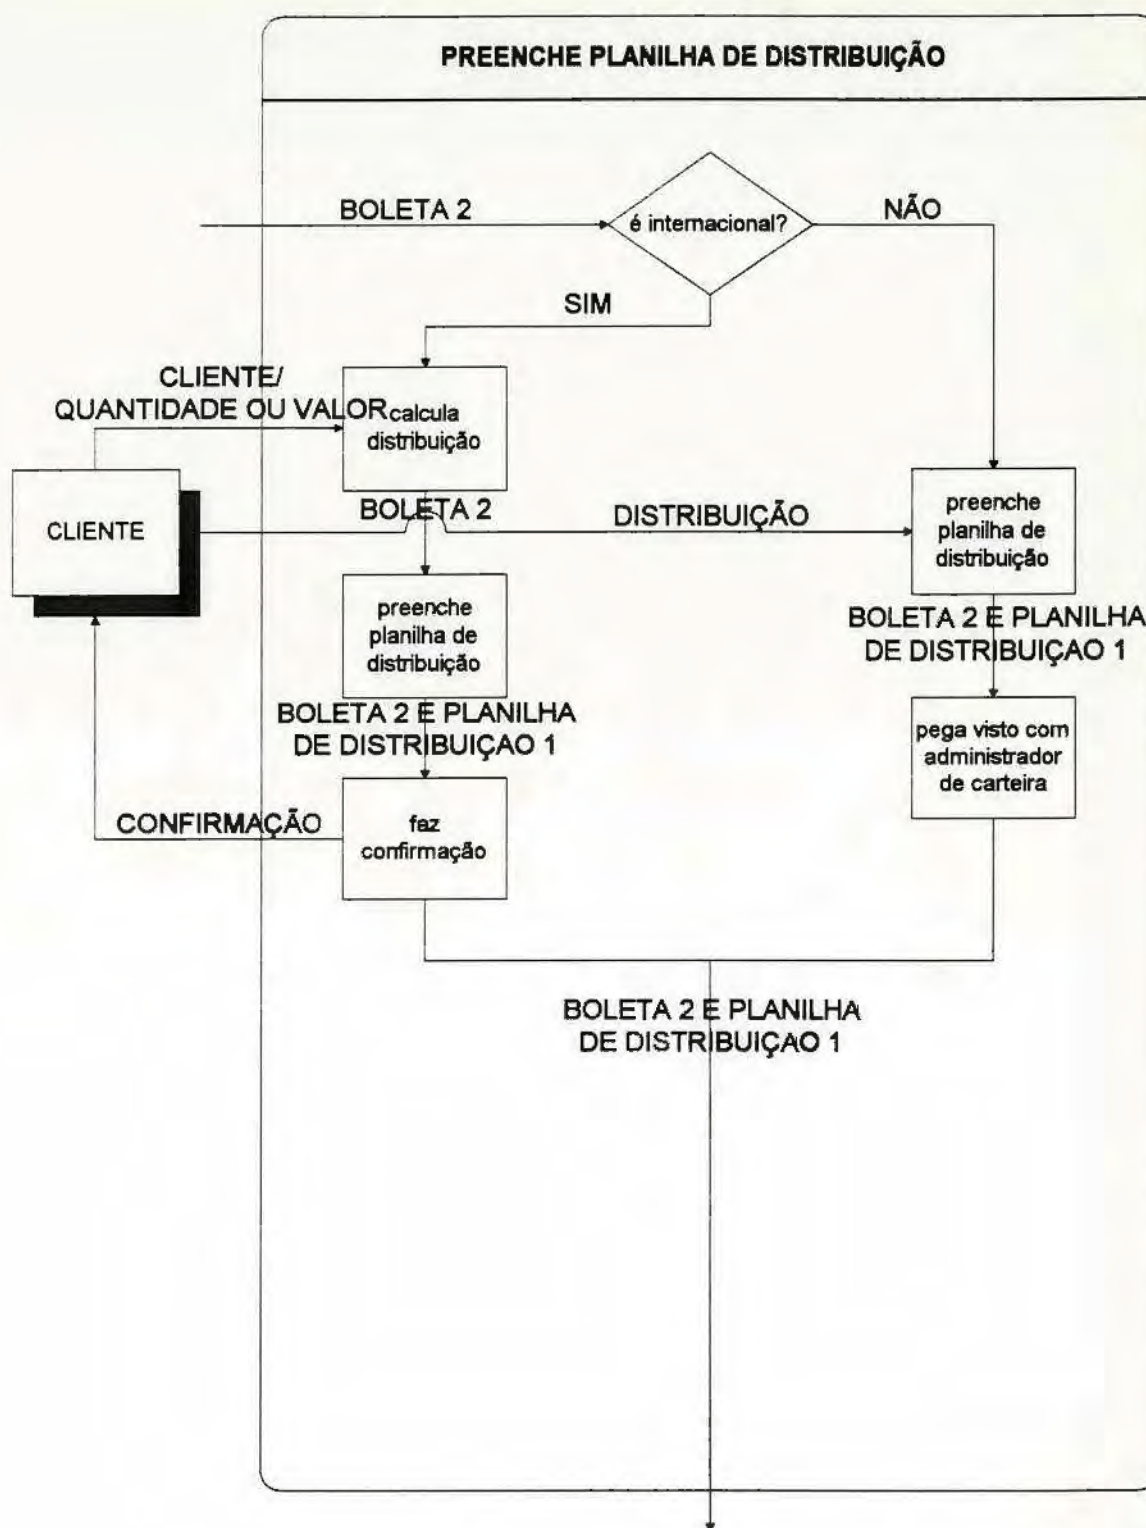 PREENCHE PLANILHA DE DISTRIBUIÇÃO
BOLETA 2
é internacional?
NÃO
SIM
CLIENTE/
QUANTIDADE OU VALOR
calcula
distribuição
CLIENTE
BOLETA 2
DISTRIBUIÇÃO
preenche
planilha de
distribuição
preenche
planilha de
distribuição
BOLETA 2 E PLANILHA
DE DISTRIBUIÇAO 1
BOLETA 2 E PLANILHA
DE DISTRIBUIÇAO 1
pega visto com
administrador
de carteira
CONFIRMAÇÃO
faz
confirmação
BOLETA 2 E PLANILHA
DE DISTRIBUIÇAO 1